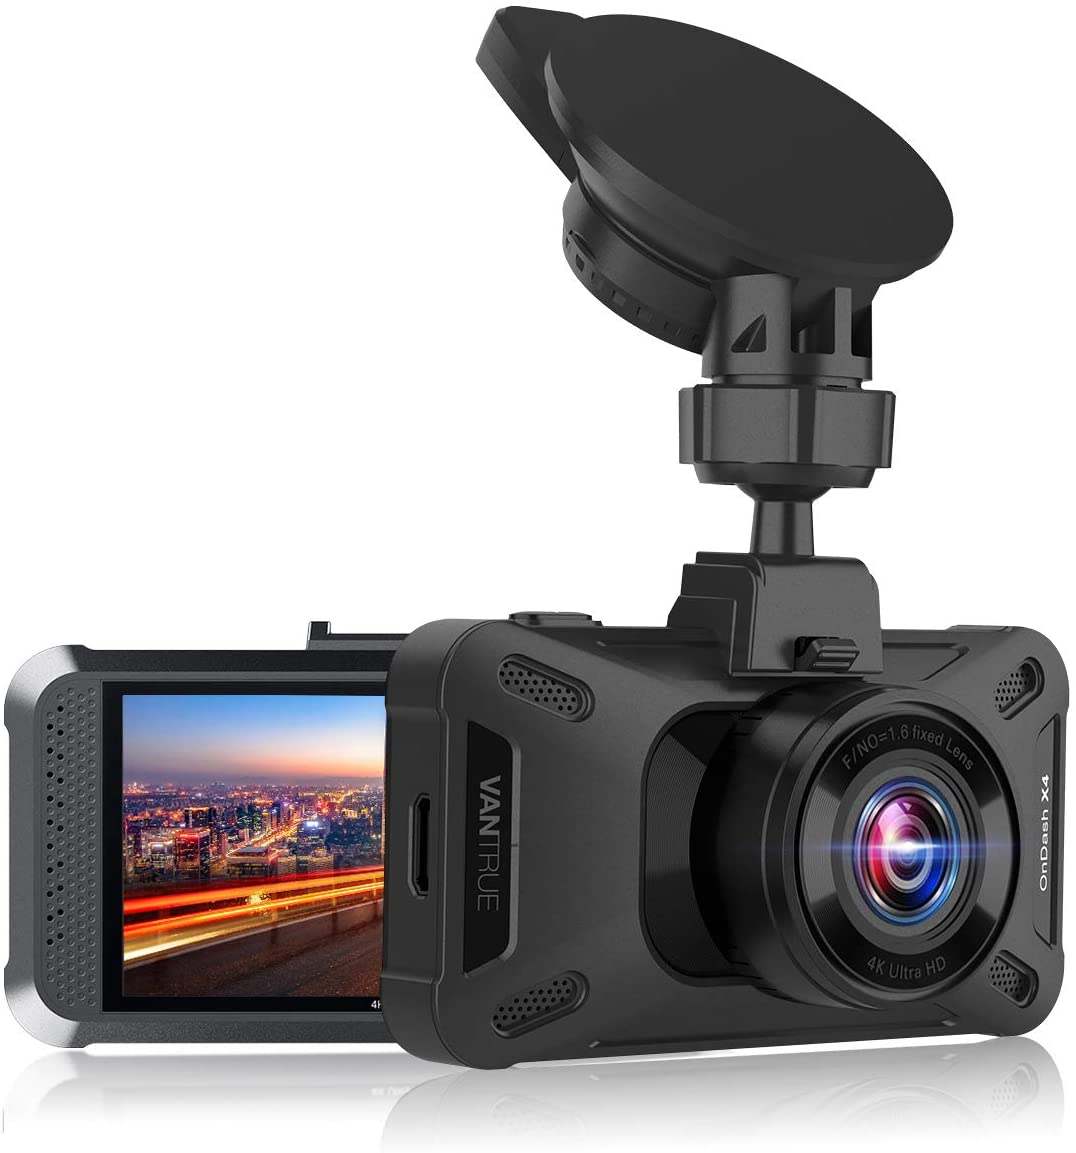 VANTRUE
F/NO=1.6 fixed Lens
4K Ultra HD
OnDash X4